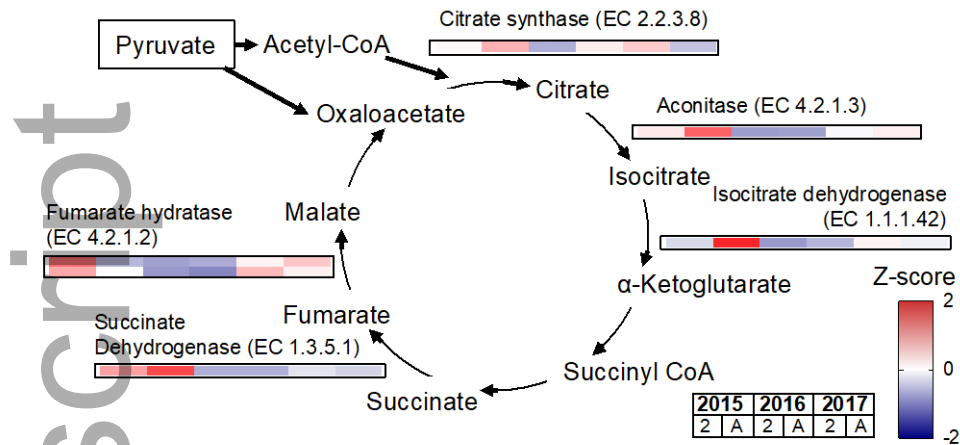 Citrate synthase (EC 2.2.3.8)
Pyruvate
Acetyl-CoA
Citrate
Oxaloacetate
Aconitase (EC 4.2.1.3)
Isocitrate
Isocitrate dehydrogenase
(EC 1.1.1.42)
Malate
Fumarate hydratase
(EC 4.2.1.2)
α-Ketoglutarate
Z-score
2
0
-2
Fumarate
Succinate
Dehydrogenase (EC 1.3.5.1)
Succinyl CoA
Succinate
2015 2016 2017
2 A 2 A 2 A
script